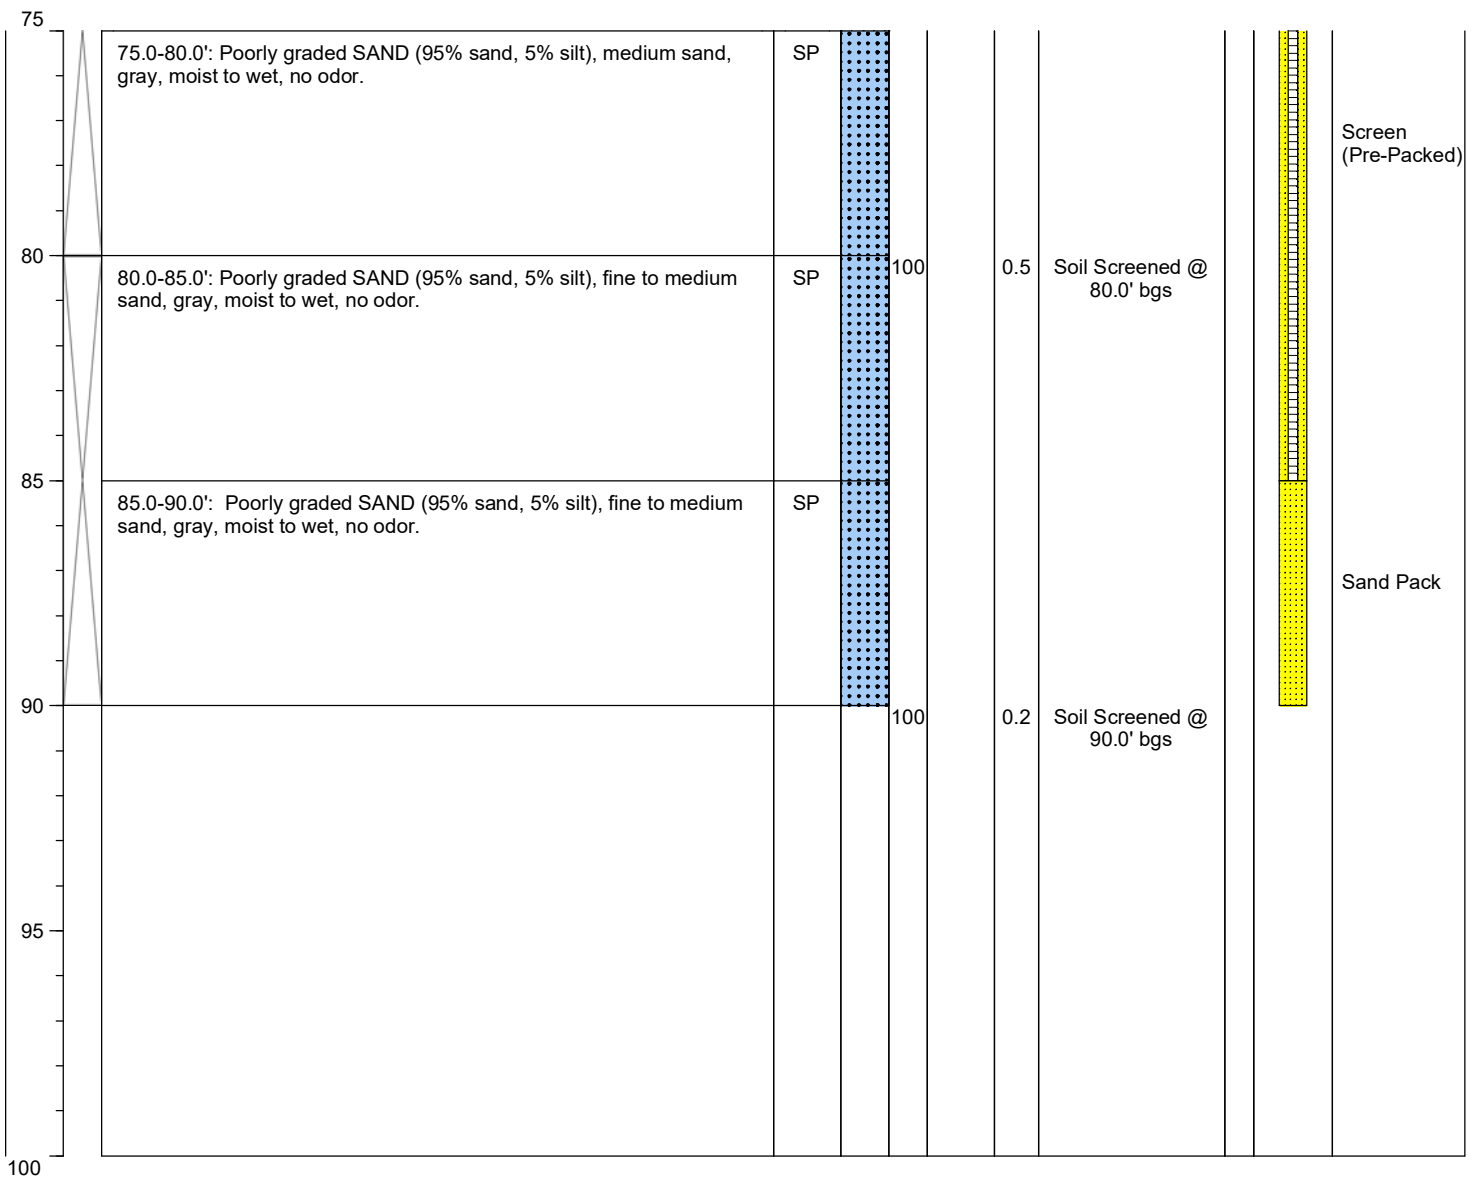 75
75.0-80.0': Poorly graded SAND (95% sand, 5% silt), medium sand,
gray, moist to wet, no odor.
SP
Screen
(Pre-Packed)
80
80.0-85.0': Poorly graded SAND (95% sand, 5% silt), fine to medium
sand, gray, moist to wet, no odor.
SP
100
0.5
Soil Screened @
80.0' bgs
85
85.0-90.0':  Poorly graded SAND (95% sand, 5% silt), fine to medium
sand, gray, moist to wet, no odor.
SP
Sand Pack
90
100
0.2
Soil Screened @
90.0' bgs
95
100